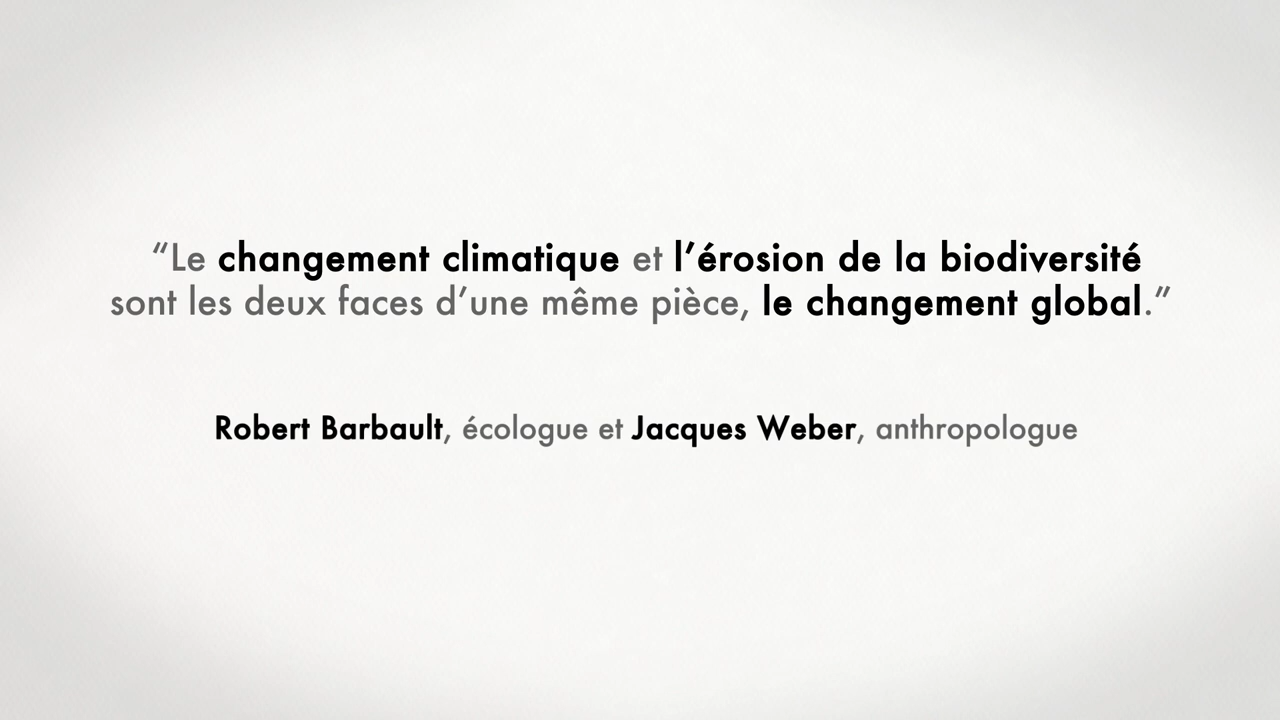 “Le changement climatique et l’érosion de la biodiversité
sont les deux faces d’une même pièce, le changement global.”
Robert Barbault, écologue et Jacques Weber, anthropologue